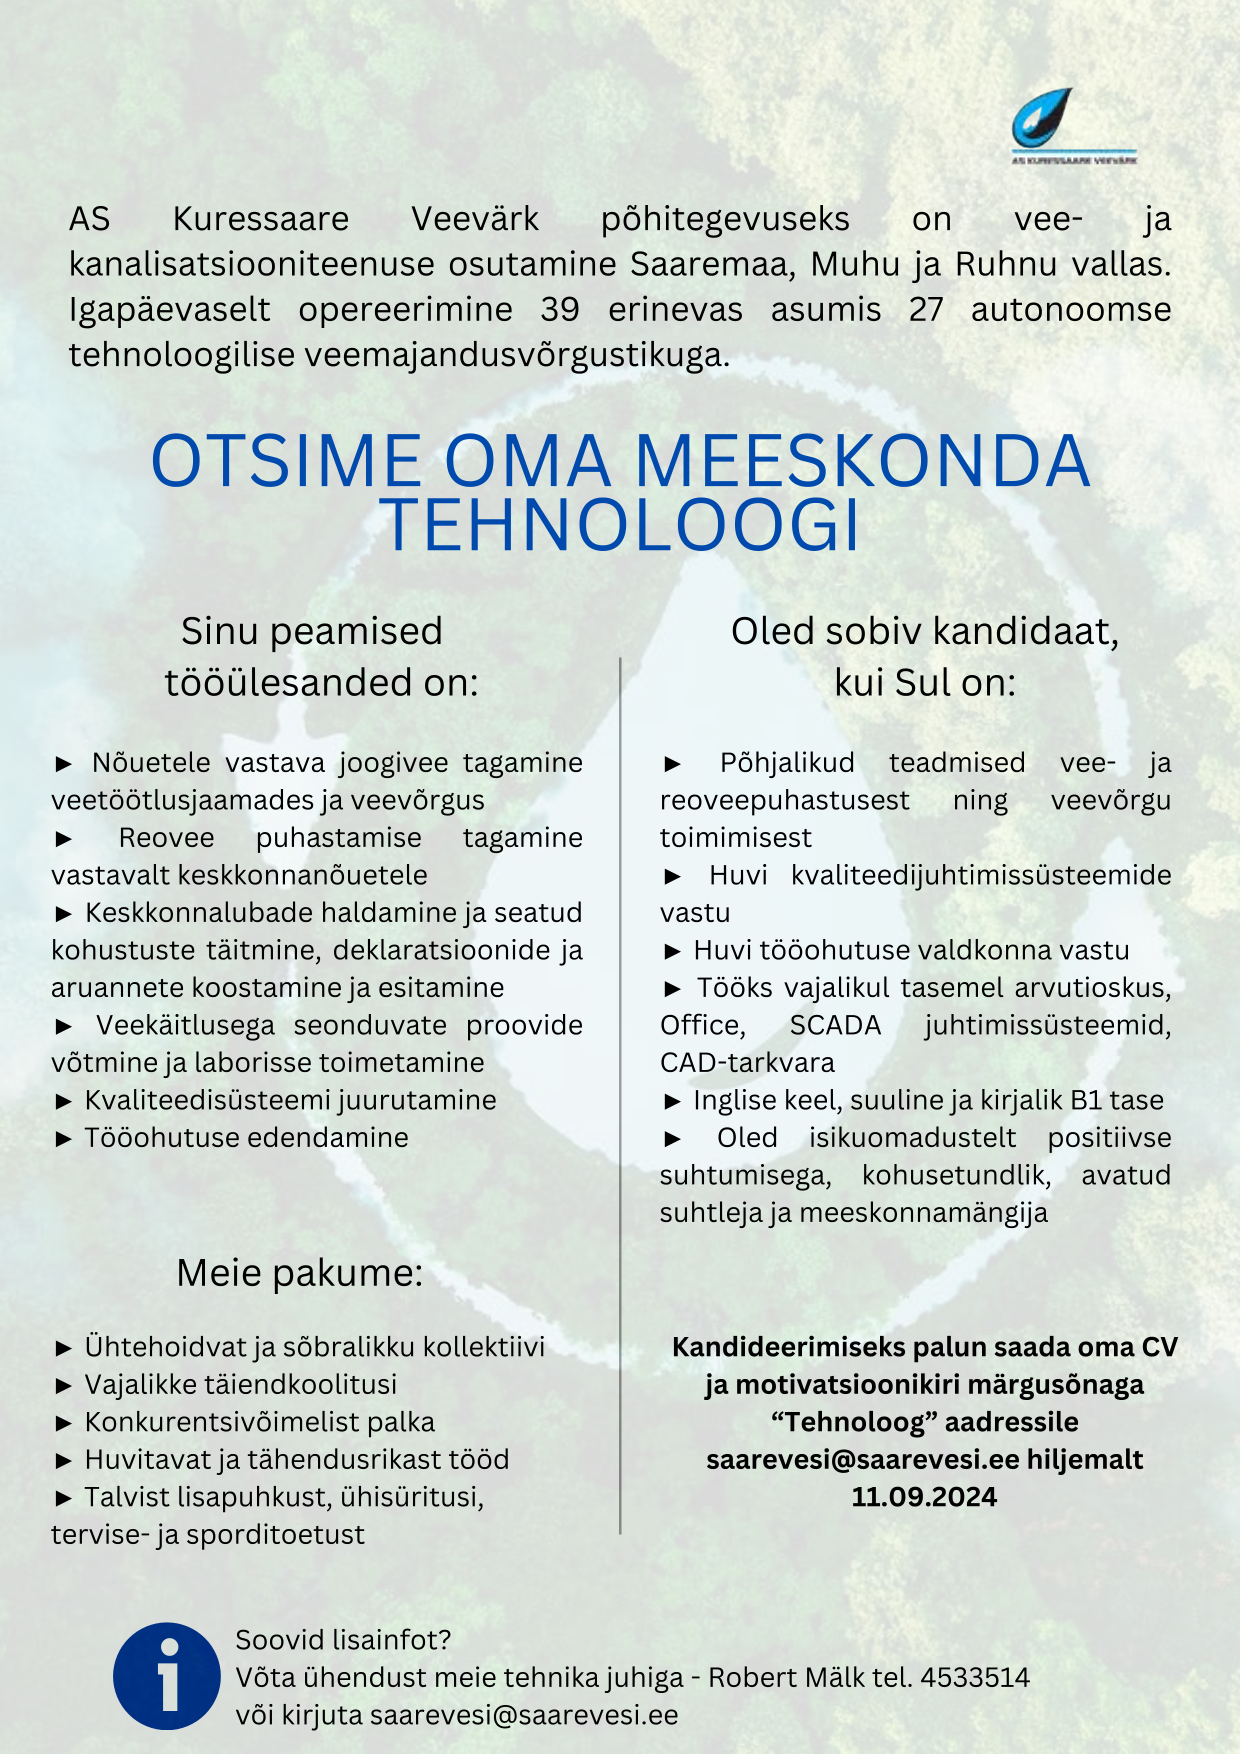 AS KURESSAARE VEEVÄRK
AS Kuressaare Veevärk põhitegevuseks on vee- ja
kanalisatsiooniteenuse osutamine Saaremaa, Muhu ja Ruhnu vallas.
Igapäevaselt opereerimine 39 erinevas asumis 27 autonoomse
tehnoloogilise veemajandusvõrgustikuga.
OTSIME OMA MEESKONDA
TEHNOLOOGI
Sinu peamised
tööülesanded on:
► Nõuetele vastava joogivee tagamine
veetöötlusjaamades ja veevõrgus
► Reovee puhastamise tagamine
vastavalt keskkonnanõuetele
► Keskkonnalubade haldamine ja seatud
kohustuste täitmine, deklaratsioonide ja
aruannete koostamine ja esitamine
► Veekäitlusega seonduvate proovide
võtmine ja laborisse toimetamine
► Kvaliteedisüsteemi juurutamine
► Tööohutuse edendamine
Oled sobiv kandidaat,
kui Sul on:
► Põhjalikud teadmised vee- ja
reoveepuhastusest ning veevõrgu
toimimisest
► Huvi kvaliteedijuhtimissüsteemide
vastu
► Huvi tööohutuse valdkonna vastu
► Tööks vajalikul tasemel arvutioskus,
Office, SCADA juhtimissüsteemid,
CAD-tarkvara
► Inglise keel, suuline ja kirjalik B1 tase
► Oled isikuomadustelt positiivse
suhtumisega, kohusetundlik, avatud
suhtleja ja meeskonnamängija
Meie pakume:
► Ühtehoidvat ja sõbralikku kollektiivi
► Vajalikke täiendkoolitusi
► Konkurentsivõimelist palka
► Huvitavat ja tähendusrikast tööd
► Talvist lisapuhkust, ühisüritusi,
tervise- ja sporditoetust
Kandideerimiseks palun saada oma CV
ja motivatsioonikiri märgusõnaga
“Tehnoloog” aadressile
saarevesi@saarevesi.ee hiljemalt
11.09.2024
Soovid lisainfot?
Võta ühendust meie tehnika juhiga - Robert Mälk tel. 4533514
või kirjuta saarevesi@saarevesi.ee